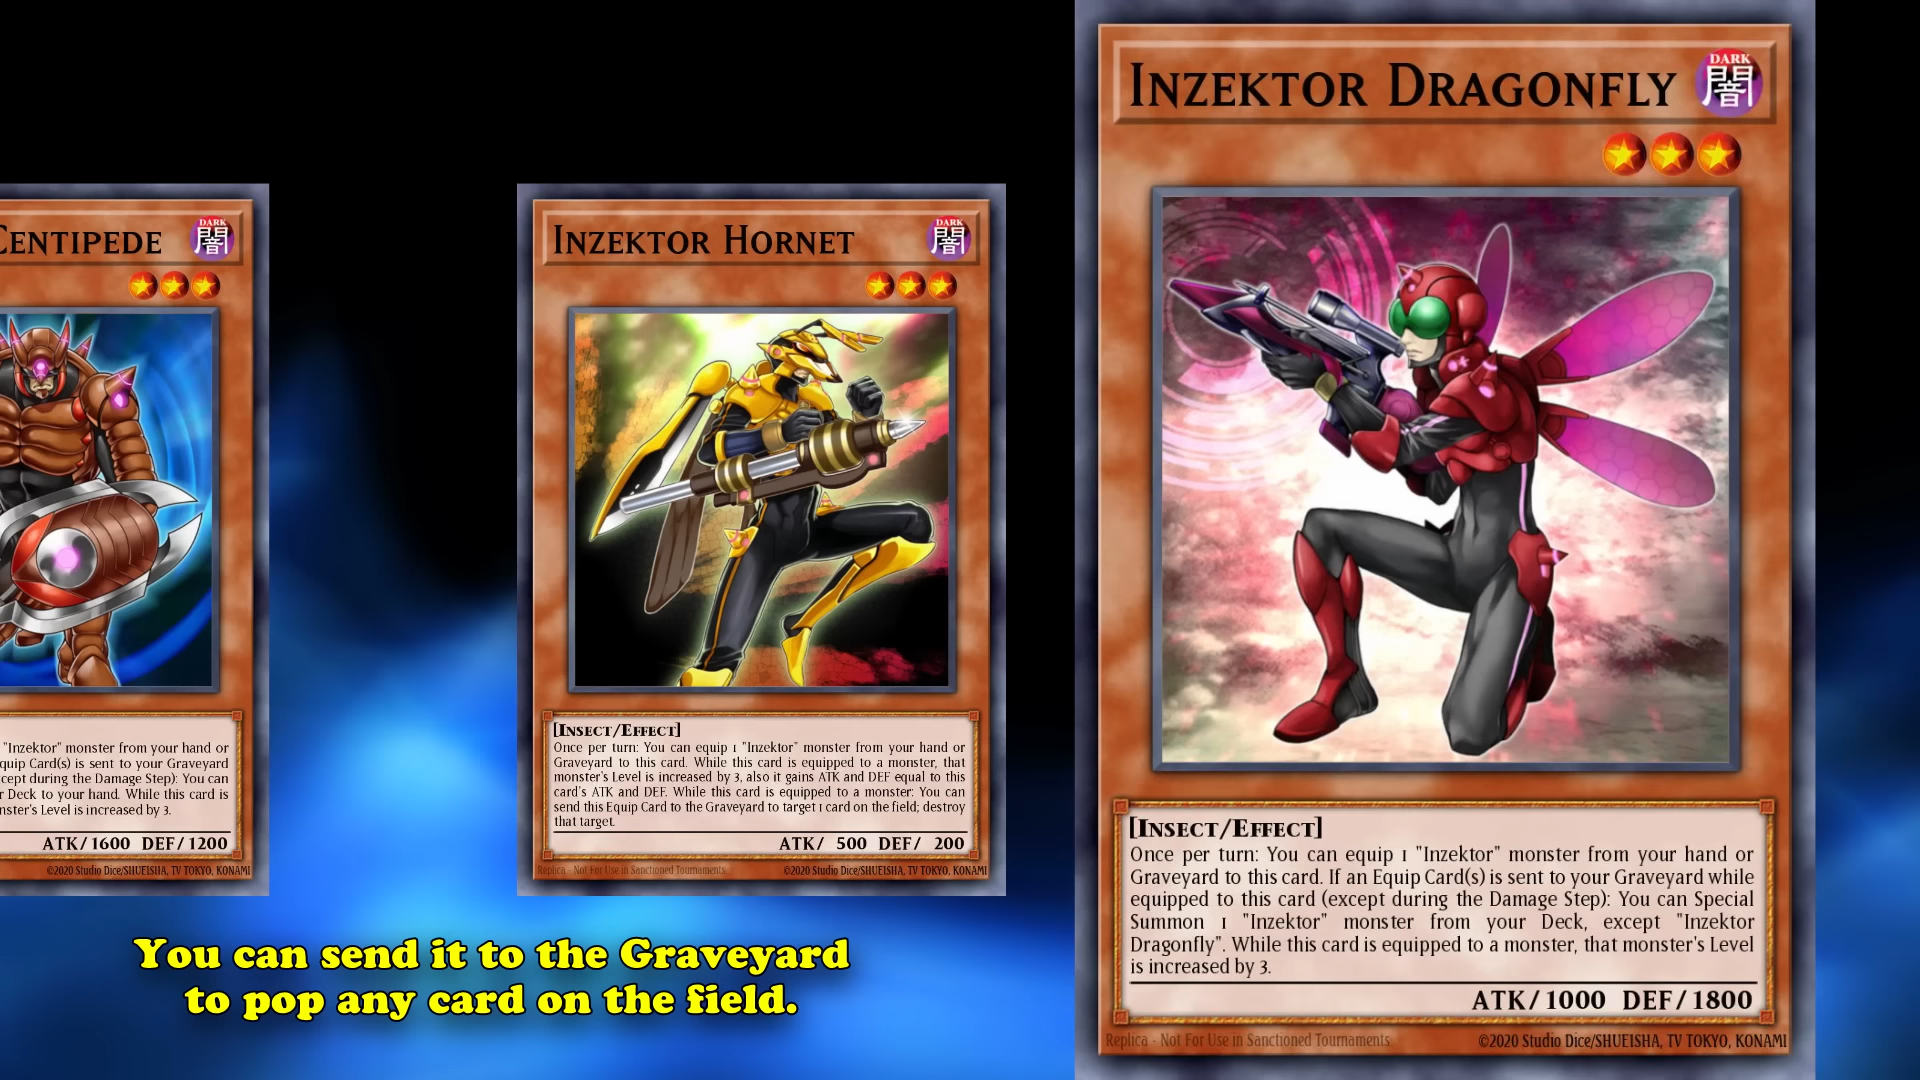 CENTIPEDE
DARK
闇
"Inzektor" monster from your hand or
quip Card(s) is sent to your Graveyard
cept during the Damage Step): You can
r Deck to your hand. While this card is
nster's Level is increased by 3.
ATK/1600 DEF/1200
©2020 Studio Dice/SHUEISHA, TV TOKYO, KONAMI
INZEKTOR HORNET
DARK
闇
[INSECT/EFFECT]
Once per turn: You can equip 1 "Inzektor" monster from your hand or
Graveyard to this card. While this card is equipped to a monster, that
monster's Level is increased by 3, also it gains ATK and DEF equal to this
card's ATK and DEF. While this card is equipped to a monster: You can
send this Equip Card to the Graveyard to target 1 card on the field; destroy
that target.
ATK/ 500 DEF/ 200
Replica - Not For Use in Sanctioned Tournaments
©2020 Studio Dice/SHUEISHA, TV TOKYO, KONAMI
INZEKTOR DRAGONFLY
DARK
闇
[INSECT/EFFECT]
Once per turn: You can equip 1 "Inzektor" monster from your hand or
Graveyard to this card. If an Equip Card(s) is sent to your Graveyard while
equipped to this card (except during the Damage Step): You can Special
Summon 1 "Inzektor" monster from your Deck, except "Inzektor
Dragonfly". While this card is equipped to a monster, that monster's Level
is increased by 3.
ATK/1000 DEF/1800
Replica - Not For Use in Sanctioned Tournaments
©2020 Studio Dice/SHUEISHA, TV TOKYO, KONAMI
You can send it to the Graveyard
to pop any card on the field.